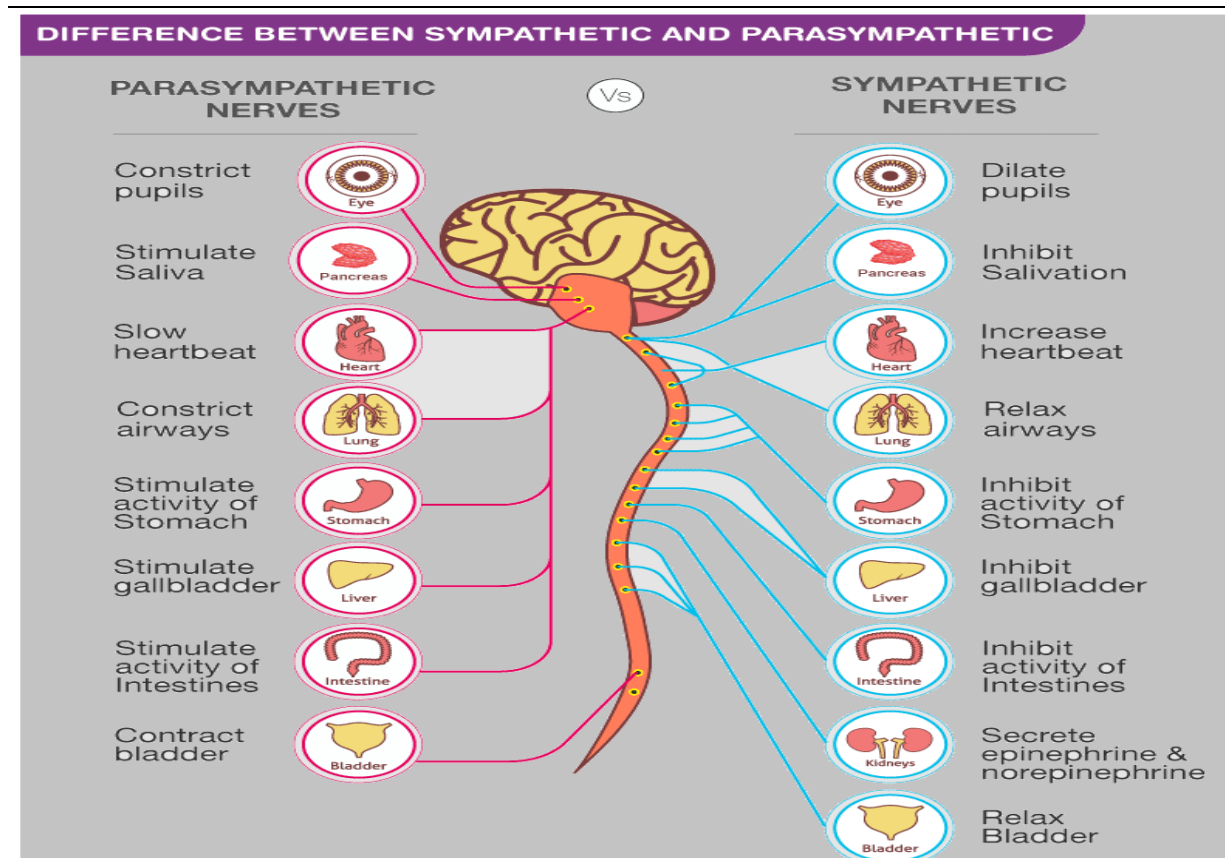 DIFFERENCE BETWEEN SYMPATHETIC AND PARASYMPATHETIC
PARASYMPATHETIC
NERVES
Vs
SYMPATHETIC
NERVES
Constrict
pupils
Eye
Stimulate
Saliva
Pancreas
Slow
heartbeat
Heart
Constrict
airways
Lung
Stimulate
activity of
Stomach
Stomach
Stimulate
gallbladder
Liver
Stimulate
activity of
Intestines
Intestine
Contract
bladder
Bladder
Eye
Dilate
pupils
Pancreas
Inhibit
Salivation
Heart
Increase
heartbeat
Lung
Relax
airways
Stomach
Inhibit
activity of
Stomach
Liver
Inhibit
gallbladder
Intestine
Inhibit
activity of
Intestines
Kidneys
Secrete
epinephrine &
norepinephrine
Bladder
Relax
Bladder